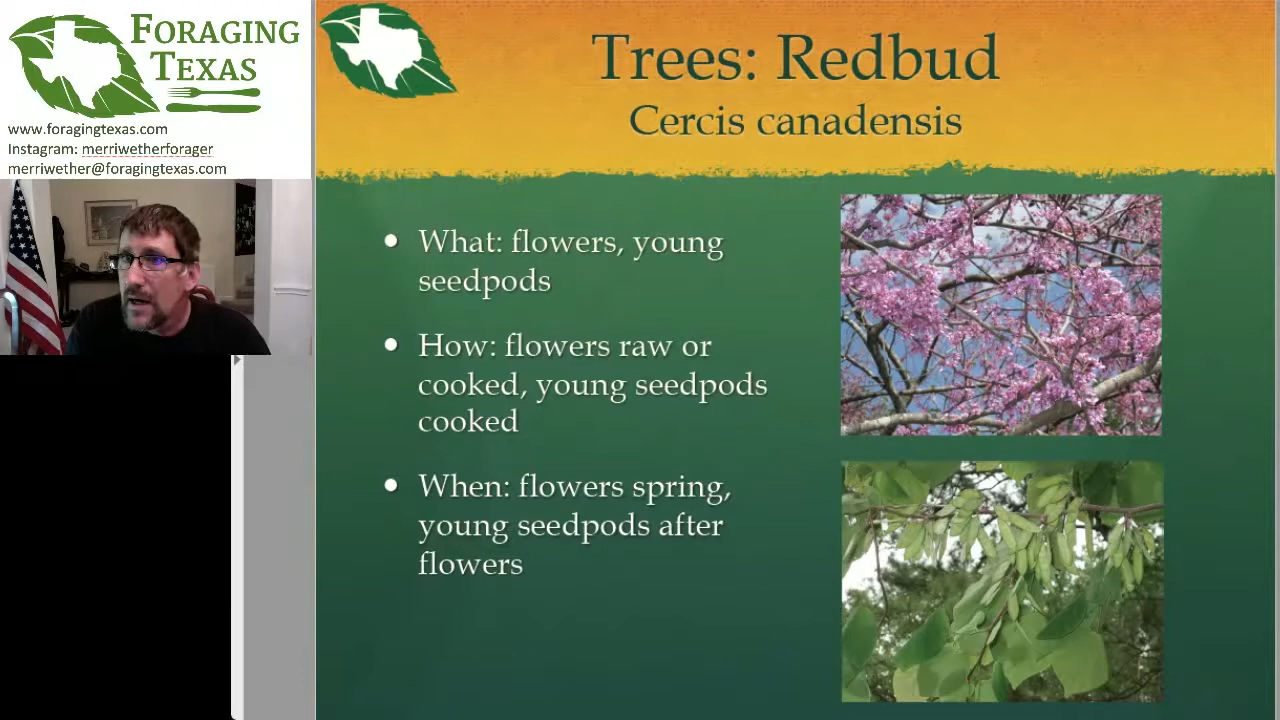 FORAGING
TEXAS
www.foragingtexas.com
Instagram: merriwetherforager
merriwether@foragingtexas.com
Trees: Redbud
Cercis canadensis
• What: flowers, young
seedpods
• How: flowers raw or
cooked, young seedpods
cooked
• When: flowers spring,
young seedpods after
flowers